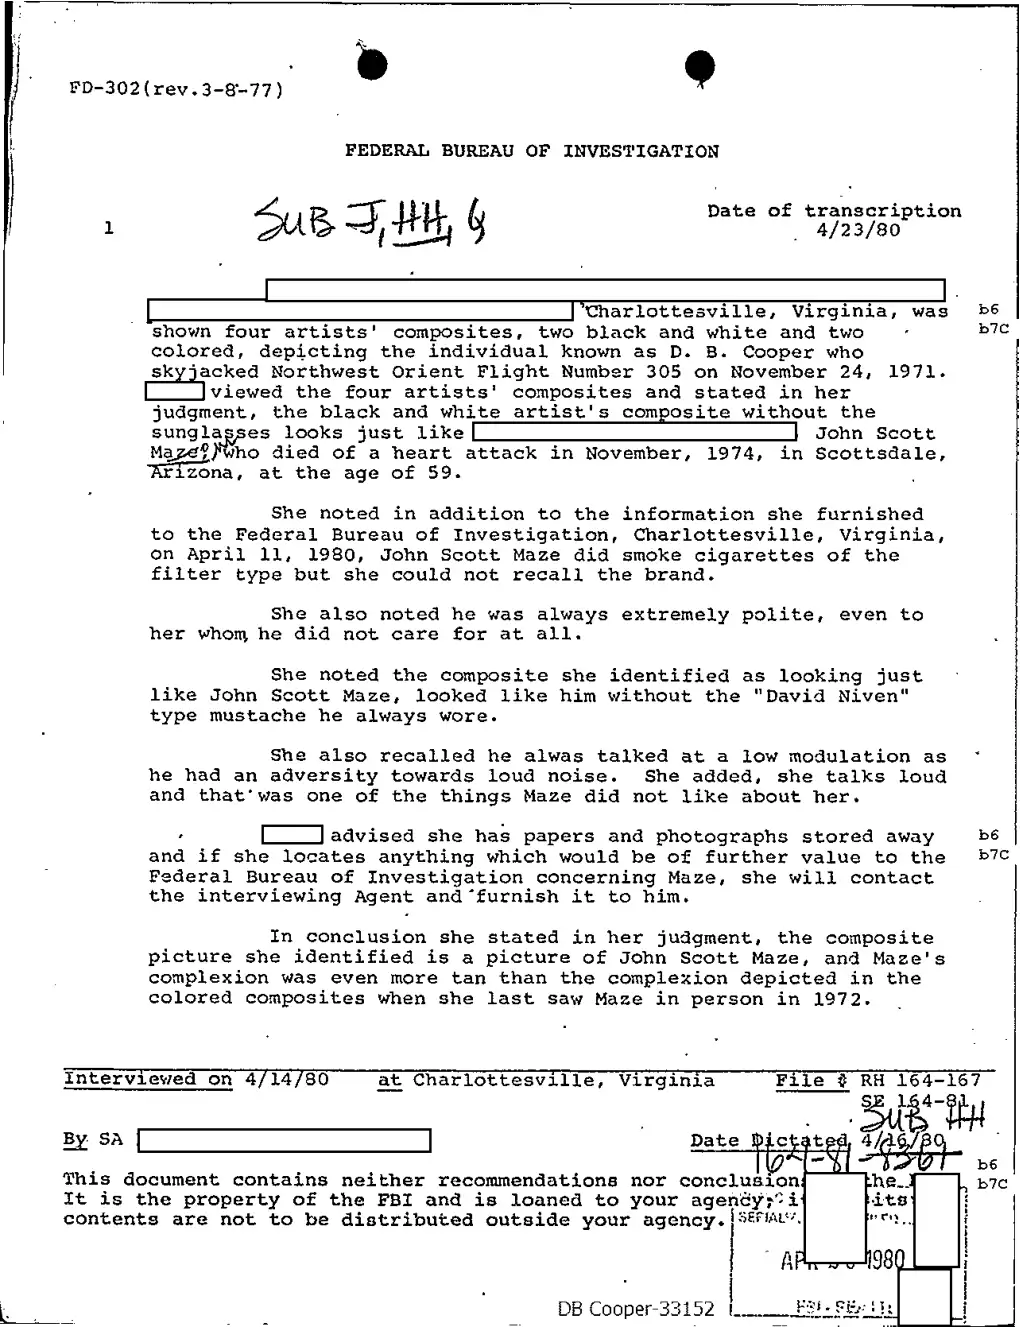 FD-302(rev.3-8-77)
FEDERAL BUREAU OF INVESTIGATION
1
SUB J, HH, Q
Date of transcription
4/23/80
Charlottesville, Virginia, was
b6
shown four artists' composites, two black and white and two
b7C
colored, depicting the individual known as D. B. Cooper who
skyjacked Northwest Orient Flight Number 305 on November 24, 1971.
viewed the four artists' composites and stated in her
judgment, the black and white artist's composite without the
sunglasses looks just like John Scott
Maze, who died of a heart attack in November, 1974, in Scottsdale,
Arizona, at the age of 59.
She noted in addition to the information she furnished
to the Federal Bureau of Investigation, Charlottesville, Virginia,
on April 11, 1980, John Scott Maze did smoke cigarettes of the
filter type but she could not recall the brand.
She also noted he was always extremely polite, even to
her whom he did not care for at all.
She noted the composite she identified as looking just
like John Scott Maze, looked like him without the "David Niven"
type mustache he always wore.
She also recalled he alwas talked at a low modulation as
he had an adversity towards loud noise. She added, she talks loud
and that was one of the things Maze did not like about her.
advised she has papers and photographs stored away
b6
and if she locates anything which would be of further value to the
b7C
Federal Bureau of Investigation concerning Maze, she will contact
the interviewing Agent and furnish it to him.
In conclusion she stated in her judgment, the composite
picture she identified is a picture of John Scott Maze, and Maze's
complexion was even more tan than the complexion depicted in the
colored composites when she last saw Maze in person in 1972.
Interviewed on 4/14/80 at Charlottesville, Virginia File # RH 164-167
SE 164-81
SUB HH
By SA Date Dictated 4/16/80
164-81-8361
b6
This document contains neither recommendations nor conclusions the
b7C
It is the property of the FBI and is loaned to your agency; its
contents are not to be distributed outside your agency.
1980
DB Cooper-33152